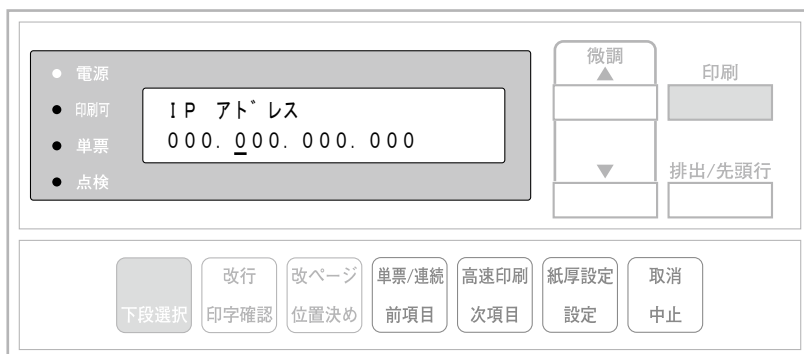 微調
▲
印刷
電源
印刷可
単票
点検
IP アドレス
000.000.000.000
▼
排出/先頭行
下段選択
改行
印字確認
改ページ
位置決め
単票/連続
前項目
高速印刷
次項目
紙厚設定
設定
取消
中止